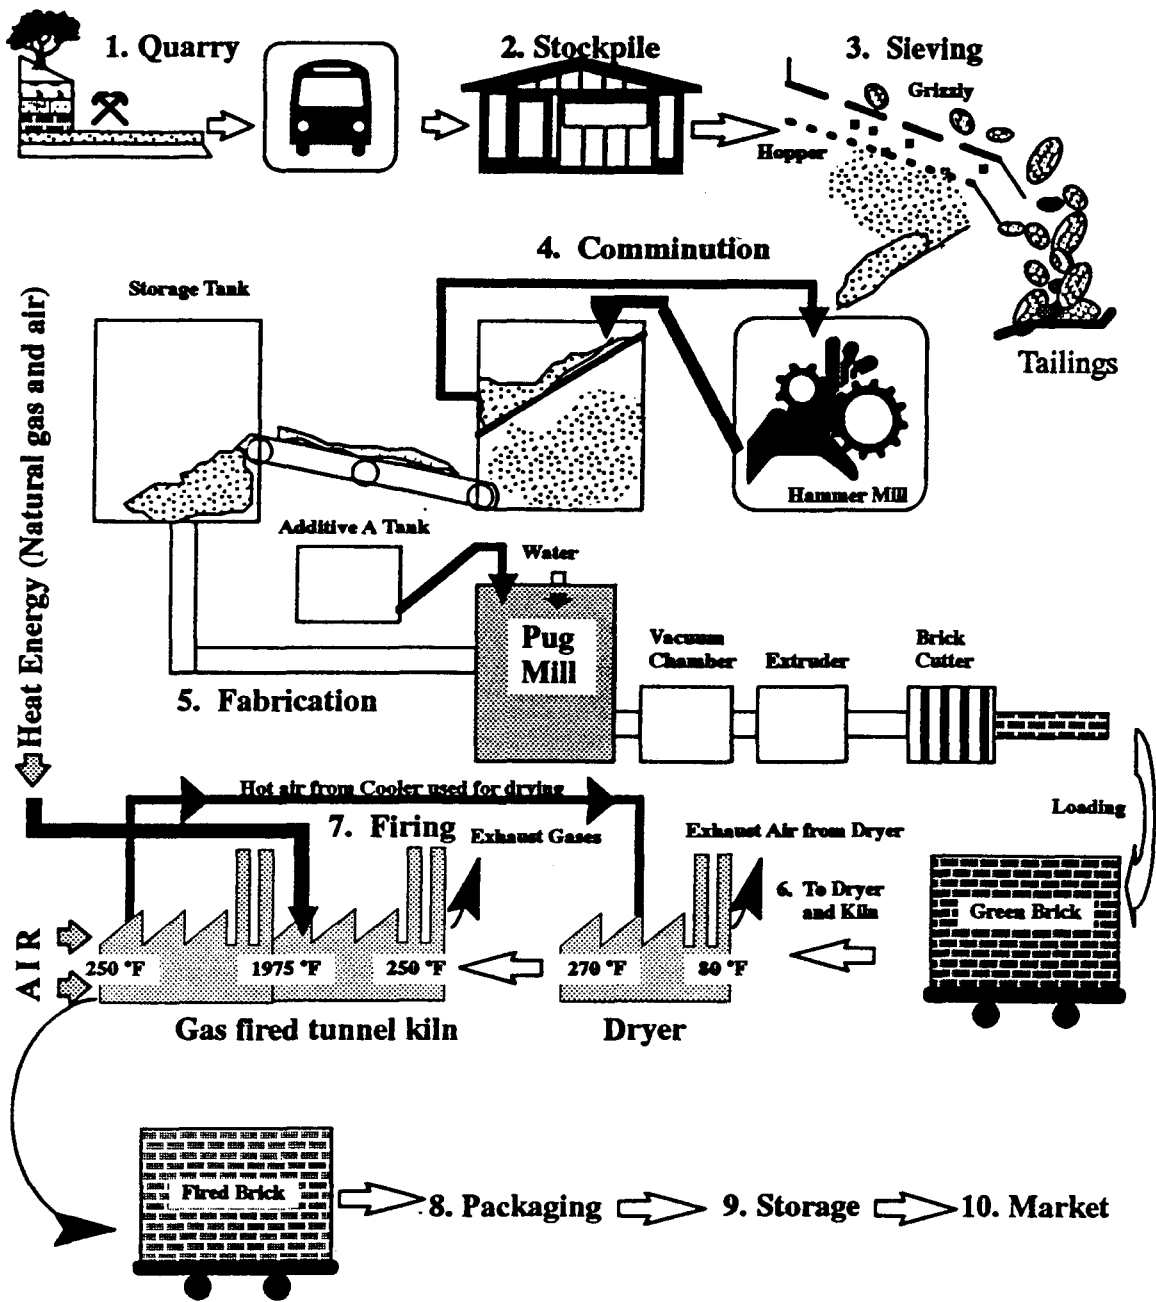 1. Quarry
2. Stockpile
3. Sieving
Grizzly
Hopper
4. Comminution
Storage Tank
Tailings
Hammer Mill
Heat Energy (Natural gas and air)
Additive A Tank
Water
Pug
Mill
Vacuum
Chamber
Extruder
Brick
Cutter
5. Fabrication
Hot air from Cooler used for drying
Loading
7. Firing
Exhaust Gases
Exhaust Air from Dryer
6. To Dryer
and Kiln
Green Brick
AIR
250 °F
1975 °F
250 °F
270 °F
80 °F
Gas fired tunnel kiln
Dryer
Fired Brick
8. Packaging
9. Storage
10. Market